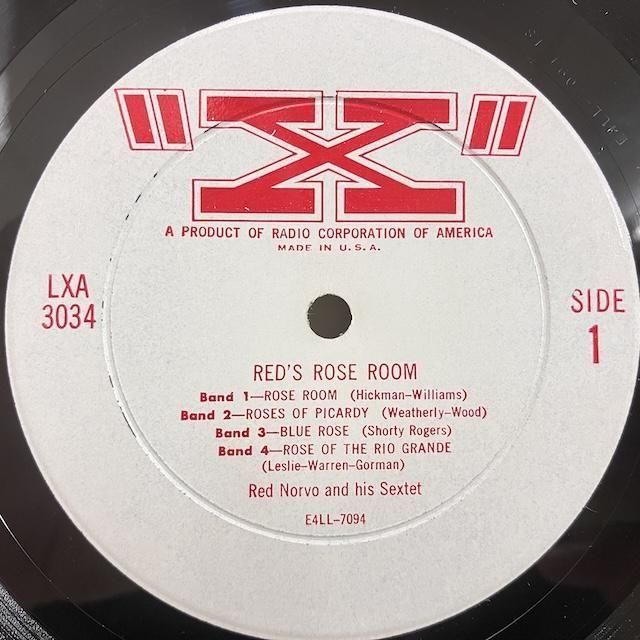 "X"
A PRODUCT OF RADIO CORPORATION OF AMERICA
MADE IN U.S.A.
LXA
3034
SIDE
1
RED'S ROSE ROOM
Band 1—ROSE ROOM (Hickman–Williams)
Band 2—ROSES OF PICARDY (Weatherly–Wood)
Band 3—BLUE ROSE (Shorty Rogers)
Band 4—ROSE OF THE RIO GRANDE
(Leslie–Warren–Gorman)
Red Norvo and his Sextet
E4LL–7094